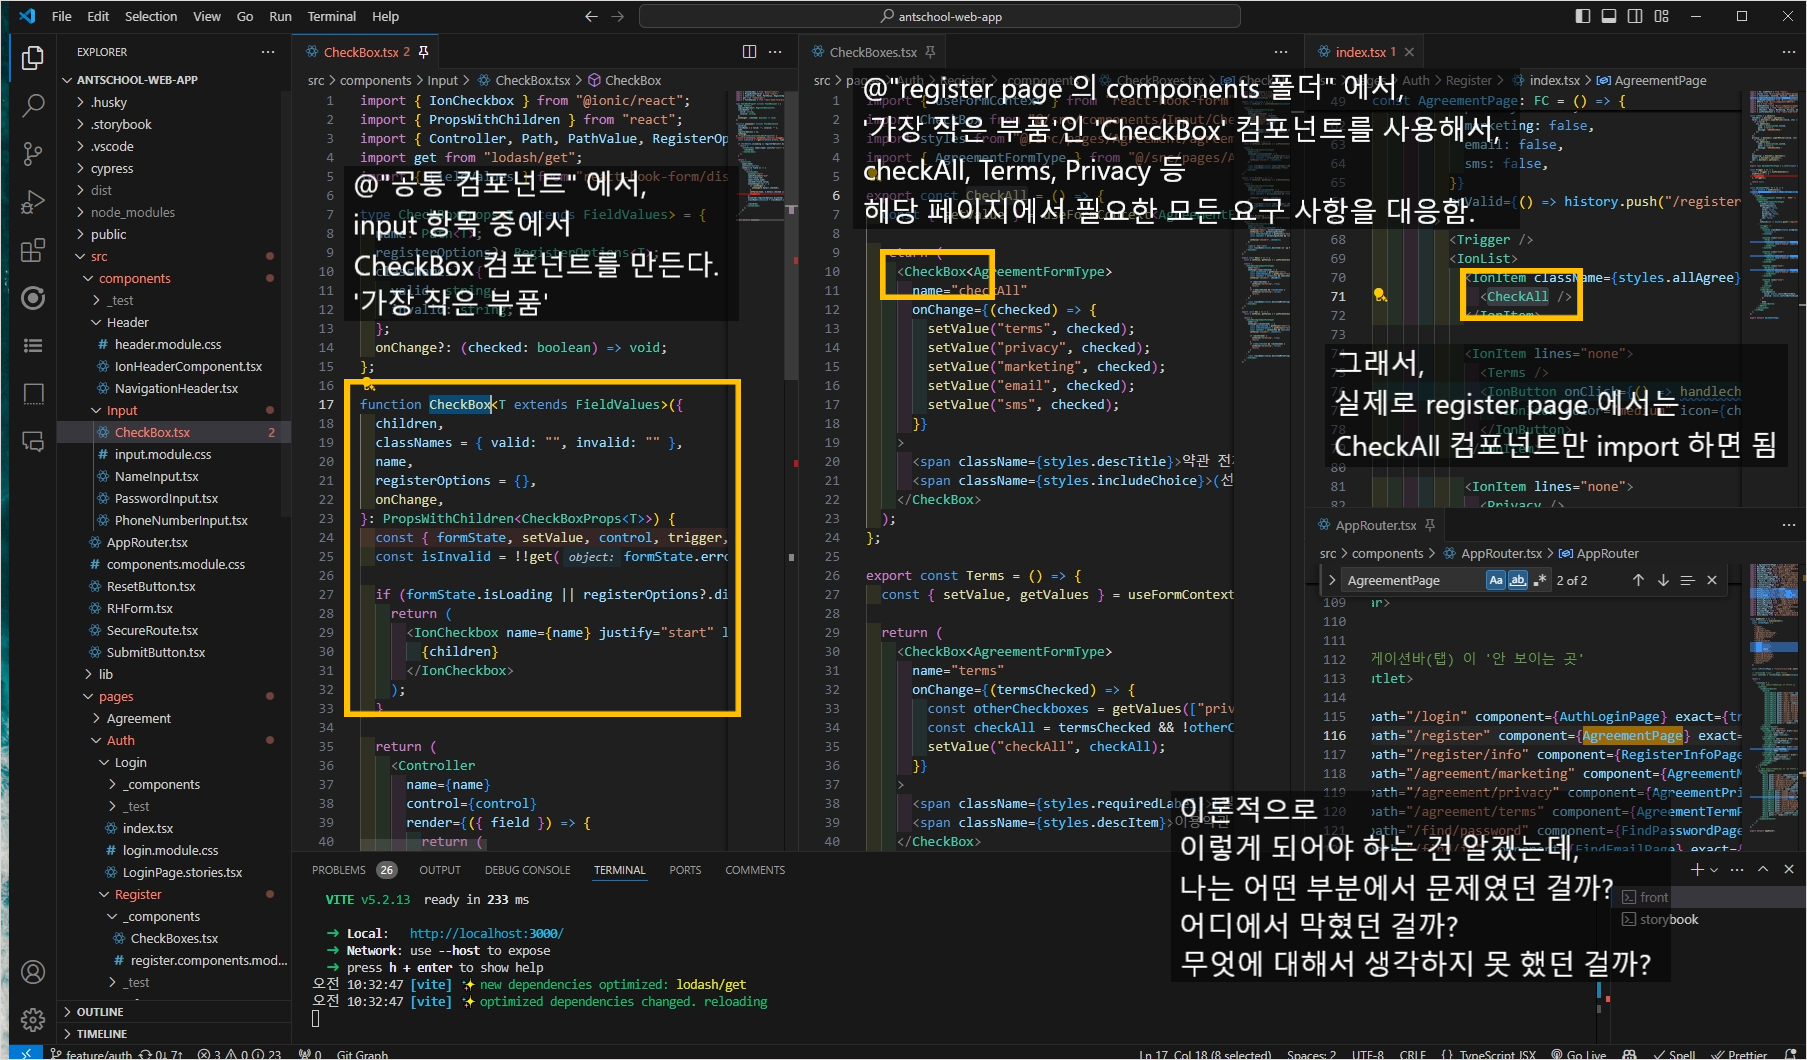 File Edit Selection View Go Run Terminal Help
antschool-web-app
EXPLORER
ANTSCHOOL-WEB-APP
.husky
.storybook
.vscode
cypress
dist
node_modules
public
src
components
_test
Header
header.module.css
IonHeaderComponent.tsx
NavigationHeader.tsx
Input
CheckBox.tsx 2
input.module.css
NameInput.tsx
PasswordInput.tsx
PhoneNumberInput.tsx
AppRouter.tsx
components.module.css
ResetButton.tsx
RHForm.tsx
SecureRoute.tsx
SubmitButton.tsx
lib
pages
Agreement
Auth
Login
_components
_test
index.tsx
login.module.css
LoginPage.stories.tsx
Register
_components
CheckBoxes.tsx
register.components.mod...
_test
OUTLINE
TIMELINE
CheckBox.tsx 2
src > components > Input > CheckBox.tsx > CheckBox
1 import { IonCheckbox } from "@ionic/react";
2 import { PropsWithChildren } from "react";
3 import { Controller, Path, PathValue, RegisterOp
4 import get from "lodash/get";
@"공통 컴포넌트" 에서,
input 항목 중에서
CheckBox 컴포넌트를 만든다.
'가장 작은 부품'
13 };
14 onChange?: (checked: boolean) => void;
15 };
16
17 function CheckBox<T extends FieldValues>({
18 children,
19 classNames = { valid: "", invalid: "" },
20 name,
21 registerOptions = {},
22 onChange,
23 }: PropsWithChildren<CheckBoxProps<T>>) {
24 const { formState, setValue, control, trigger,
25 const isInvalid = !!get( object: formState.erro
26
27 if (formState.isLoading || registerOptions?.di
28 return (
29 <IonCheckbox name={name} justify="start" l
30 {children}
31 </IonCheckbox>
32 );
33 }
34
35 return (
36 <Controller
37 name={name}
38 control={control}
39 render={({ field }) => {
40 return (
CheckBoxes.tsx
@"register page 의 components 폴더" 에서,
'가장 작은 부품'인 CheckBox 컴포넌트를 사용해서,
checkAll, Terms, Privacy 등
해당 페이지에서 필요한 모든 요구 사항을 대응함.
9 return (
10 <CheckBox<AgreementFormType>
11 name="checkAll"
12 onChange={(checked) => {
13 setValue("terms", checked);
14 setValue("privacy", checked);
15 setValue("marketing", checked);
16 setValue("email", checked);
17 setValue("sms", checked);
18 }}
19 >
20 <span className={styles.descTitle}>약관 전
21 <span className={styles.includeChoice}>(선
22 </CheckBox>
23 );
24 };
25
26 export const Terms = () => {
27 const { setValue, getValues } = useFormContext
28
29 return (
30 <CheckBox<AgreementFormType>
31 name="terms"
32 onChange={(termsChecked) => {
33 const otherCheckboxes = getValues(["priv
34 const checkAll = termsChecked && !otherC
35 setValue("checkAll", checkAll);
36 }}
37 >
38 <span className={styles.requiredLabel
39 <span className={styles.descItem}>이용약관
40 </CheckBox>
index.tsx 1
Auth > Register > index.tsx > AgreementPage
49 const AgreementPage: FC = () => {
marketing: false,
64 email: false,
sms: false,
65 }}
Valid={() => history.push("/register
68 <Trigger />
69 <IonList>
70 <IonItem className={styles.allAgree}
71 <CheckAll />
72 </IonItem>
73
그래서,
실제로 register page 에서는
CheckAll 컴포넌트만 import 하면 됨
80
81 <IonItem lines="none">
82 <Privacy />
AppRouter.tsx
src > components > AppRouter.tsx > AppRouter
AgreementPage Aa ab .* 2 of 2
109 ar>
110
111
112 게이션바(탭) 이 '안 보이는 곳'
113 utlet>
114
115 path="/login" component={AuthLoginPage} exact={tr
116 path="/register" component={AgreementPage} exact=
117 path="/register/info" component={RegisterInfoPage
118 path="/agreement/marketing" component={AgreementM
119 path="/agreement/privacy" component={AgreementPri
120 path="/agreement/terms" component={AgreementTerm
121 path="/find/password" component={FindPasswordPage
이론적으로
이렇게 되어야 하는 건 알겠는데,
나는 어떤 부분에서 문제였던 걸까?
어디에서 막혔던 걸까?
무엇에 대해서 생각하지 못 했던 걸까?
PROBLEMS 26 OUTPUT DEBUG CONSOLE TERMINAL PORTS COMMENTS
VITE v5.2.13 ready in 233 ms
➜ Local: http://localhost:3000/
➜ Network: use --host to expose
➜ press h + enter to show help
오전 10:32:47 [vite] ✨ new dependencies optimized: lodash/get
오전 10:32:47 [vite] ✨ optimized dependencies changed. reloading
front
storybook
feature/auth 0↓ 7↑ 3 0 23 0 Git Graph
Ln 17, Col 18 (8 selected) Spaces: 2 UTF-8 CRLF {} TypeScript JSX Go Live Spell Prettier